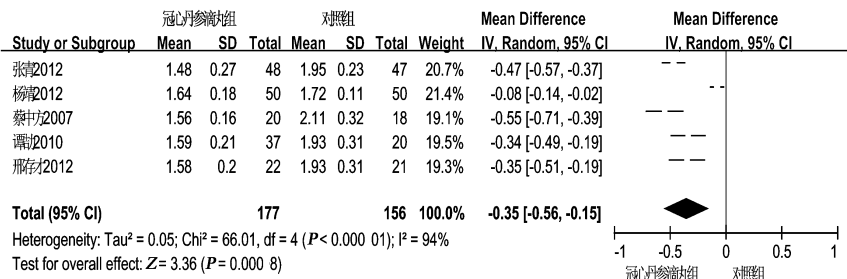 冠心丹参滴丸组 对照组 Mean Difference Mean Difference
Study or Subgroup Mean SD Total Mean SD Total Weight IV, Random, 95% CI IV, Random, 95% CI
张青2012 1.48 0.27 48 1.95 0.23 47 20.7% -0.47 [-0.57, -0.37]
杨靖2012 1.64 0.18 50 1.72 0.11 50 21.4% -0.08 [-0.14, -0.02]
蔡中方2007 1.56 0.16 20 2.11 0.32 18 19.1% -0.55 [-0.71, -0.39]
2010 1.59 0.21 37 1.93 0.31 20 19.5% -0.34 [-0.49, -0.19]
邢存才2012 1.58 0.2 22 1.93 0.31 21 19.3% -0.35 [-0.51, -0.19]
Total (95% CI) 177 156 100.0% -0.35 [-0.56, -0.15]
Heterogeneity: Tau² = 0.05; Chi² = 66.01, df = 4 (P < 0.000 01); I² = 94%
Test for overall effect: Z = 3.36 (P = 0.000 8)
-1 -0.5 0 0.5 1
冠心丹参滴丸组 对照组